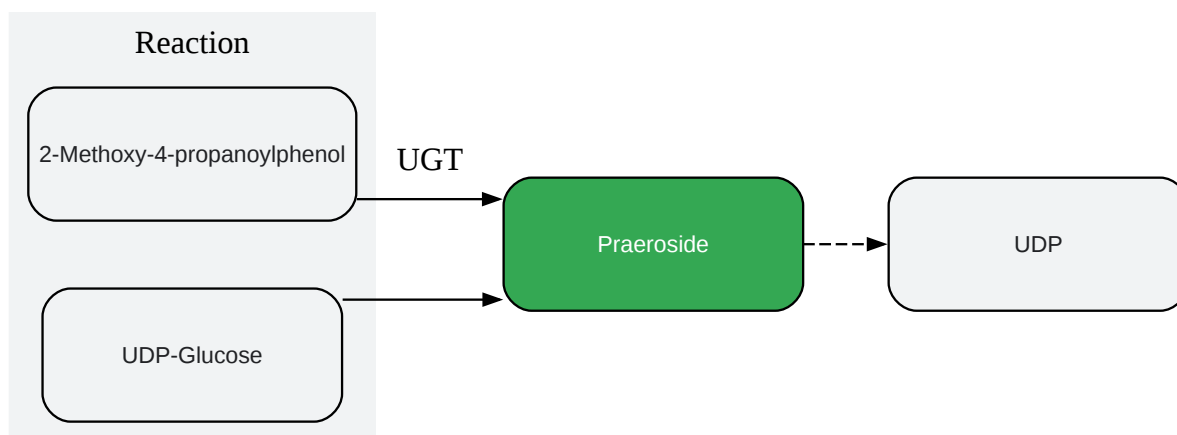 Reaction
2-Methoxy-4-propanoylphenol
UGT
Praeroside
UDP
UDP-Glucose